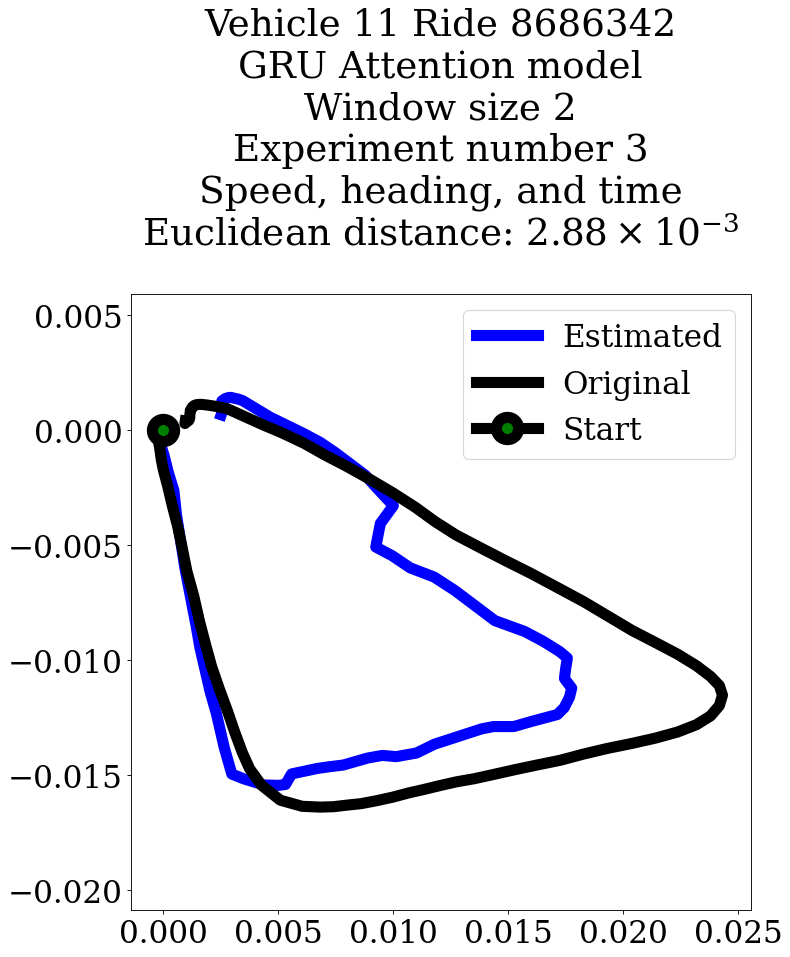 Vehicle 11 Ride 8686342
GRU Attention model
Window size 2
Experiment number 3
Speed, heading, and time
Euclidean distance: 2.88 × 10⁻³
Estimated
Original
Start
0.005
0.000
−0.005
−0.010
−0.015
−0.020
0.000 0.005 0.010 0.015 0.020 0.025